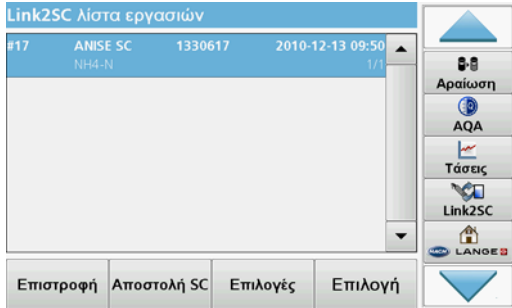 Link2SC λίστα εργασιών
#17 ANISE SC 1330617 2010-12-13 09:50
NH4-N 1/1
Αραίωση
AQA
Τάσεις
Link2SC
HACH LANGE
Επιστροφή Αποστολή SC Επιλογές Επιλογή